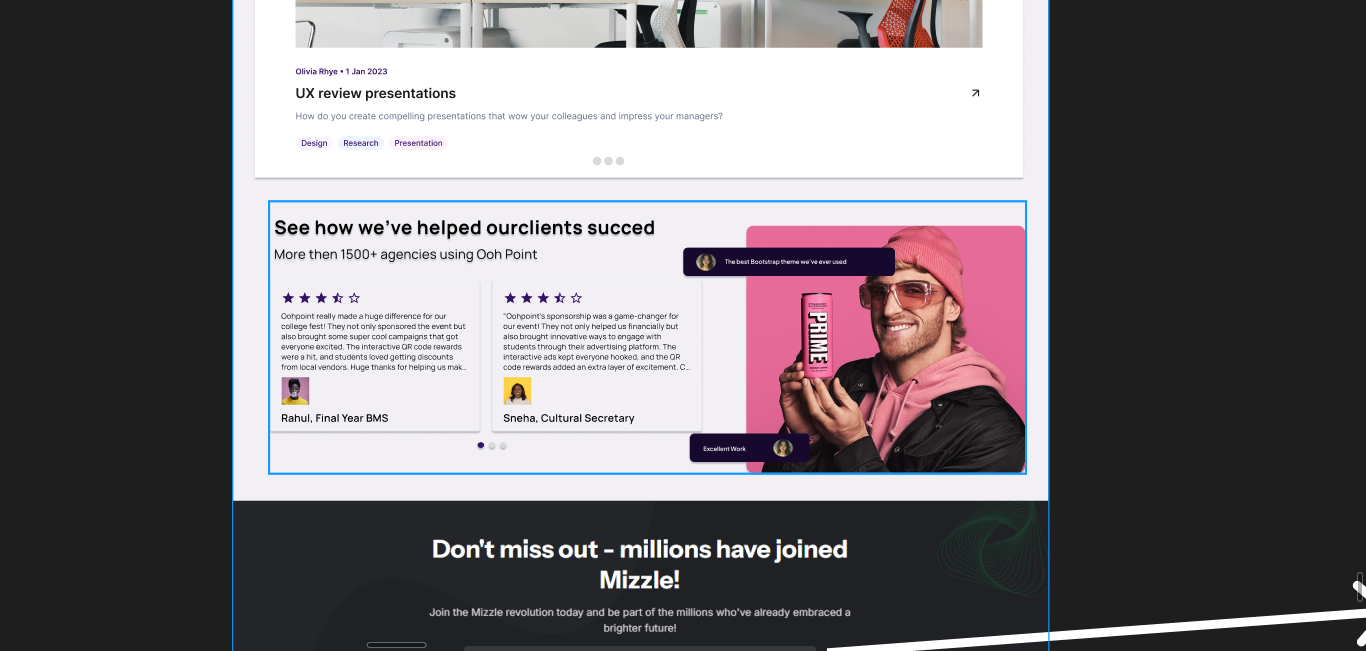 Olivia Rhye • 1 Jan 2023
UX review presentations
How do you create compelling presentations that wow your colleagues and impress your managers?
Design Research Presentation
See how we've helped ourclients succed
More then 1500+ agencies using Ooh Point
The best Bootstrap theme we've ever used
Oohpoint really made a huge difference for our
college fest! They not only sponsored the event but
also brought some super cool campaigns that got
everyone excited. The interactive QR code rewards
were a hit, and students loved getting discounts
from local vendors. Huge thanks for helping us mak...
Rahul, Final Year BMS
"Oohpoint's sponsorship was a game-changer for
our event! They not only helped us financially but
also brought innovative ways to engage with
students through their advertising platform. The
interactive ads kept everyone hooked, and the QR
code rewards added an extra layer of excitement. C...
Sneha, Cultural Secretary
PRIME
Excellent Work
Don't miss out - millions have joined
Mizzle!
Join the Mizzle revolution today and be part of the millions who've already embraced a
brighter future!